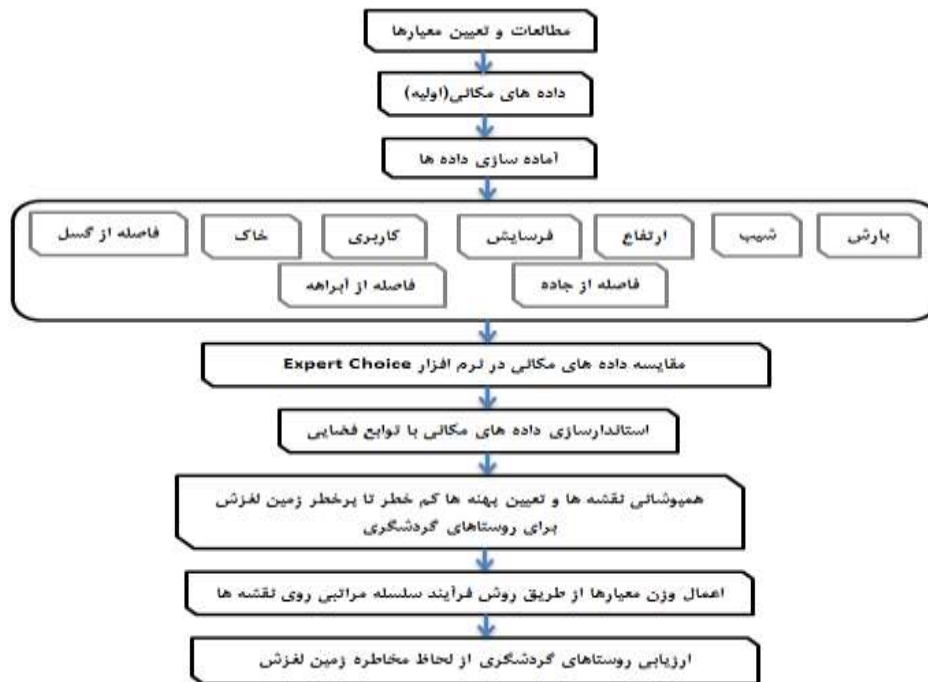 مطالعات و تعیین معیارها
داده های مکانی(اولیه)
آماده سازی داده ها
بارش
شیب
ارتفاع
فرسایش
کاربری
خاک
فاصله از گسل
فاصله از جاده
فاصله از آبراهه
مقایسه داده های مکانی در نرم افزار Expert Choice
استاندارسازی داده های مکانی با توابع فضایی
همپوشانی نقشه ها و تعیین پهنه ها کم خطر تا پرخطر زمین لغزش
برای روستاهای گردشگری
اعمال وزن معیارها از طریق روش فرآیند سلسله مراتبی روی نقشه ها
ارزیابی روستاهای گردشگری از لحاظ مخاطره زمین لغزش